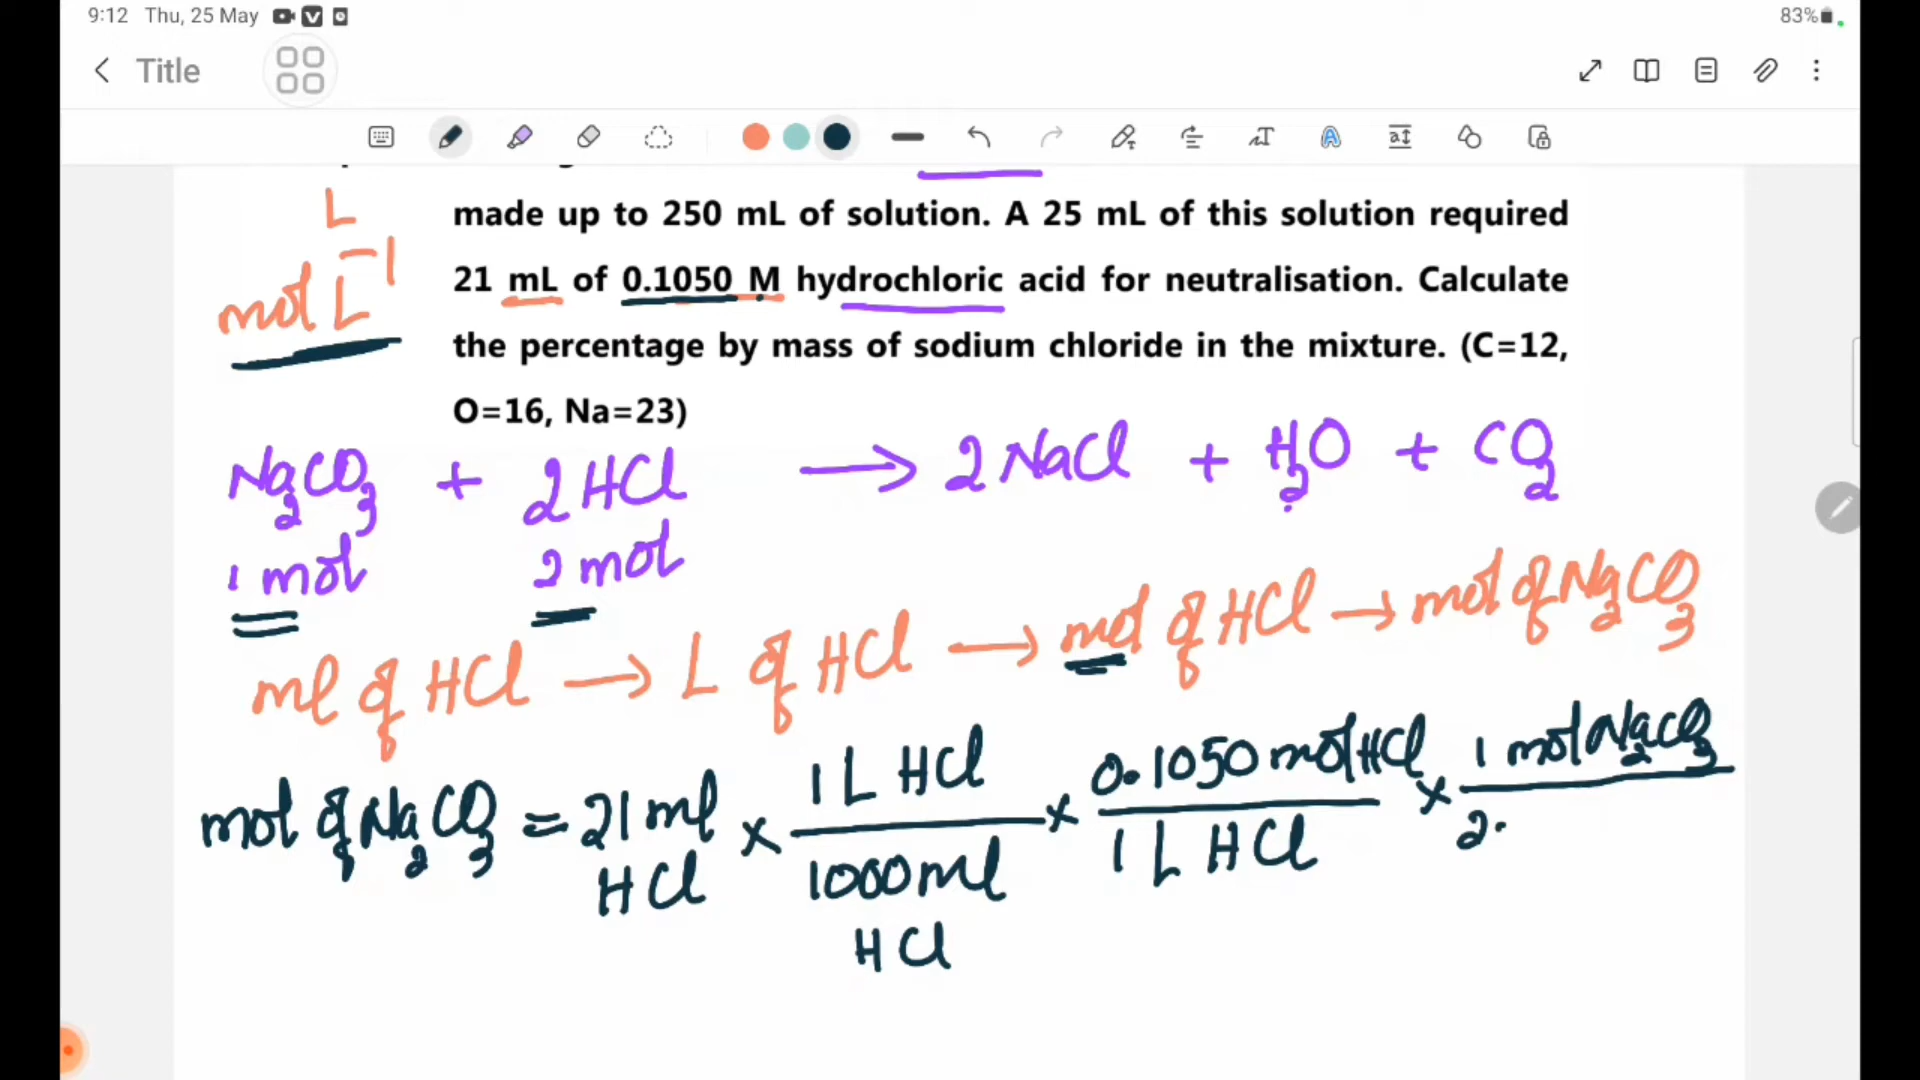 9:12 Thu, 25 May
83%
Title
made up to 250 mL of solution. A 25 mL of this solution required
21 mL of 0.1050 M hydrochloric acid for neutralisation. Calculate
the percentage by mass of sodium chloride in the mixture. (C=12,
O=16, Na=23)
L
mol L⁻¹
Na₂CO₃ + 2HCl → 2NaCl + H₂O + CO₂
1 mol 2 mol
ml of HCl → L of HCl → mol of HCl → mol of Na₂CO₃
mol of Na₂CO₃ = 21 ml HCl × 1 L HCl / 1000 ml HCl × 0.1050 mol HCl / 1 L HCl × 1 mol Na₂CO₃ / 2